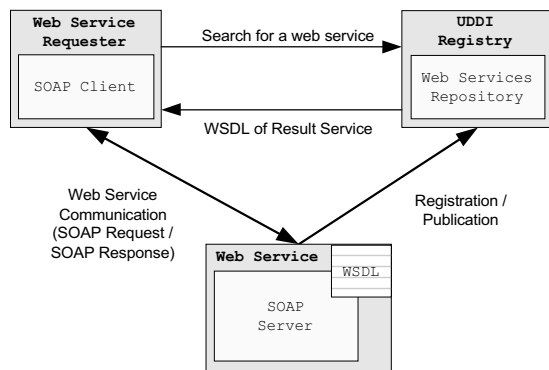 Web Service
Requester
SOAP Client
Search for a web service
UDDI
Registry
Web Services
Repository
WSDL of Result Service
Web Service
Communication
(SOAP Request /
SOAP Response)
Registration /
Publication
Web Service
WSDL
SOAP
Server